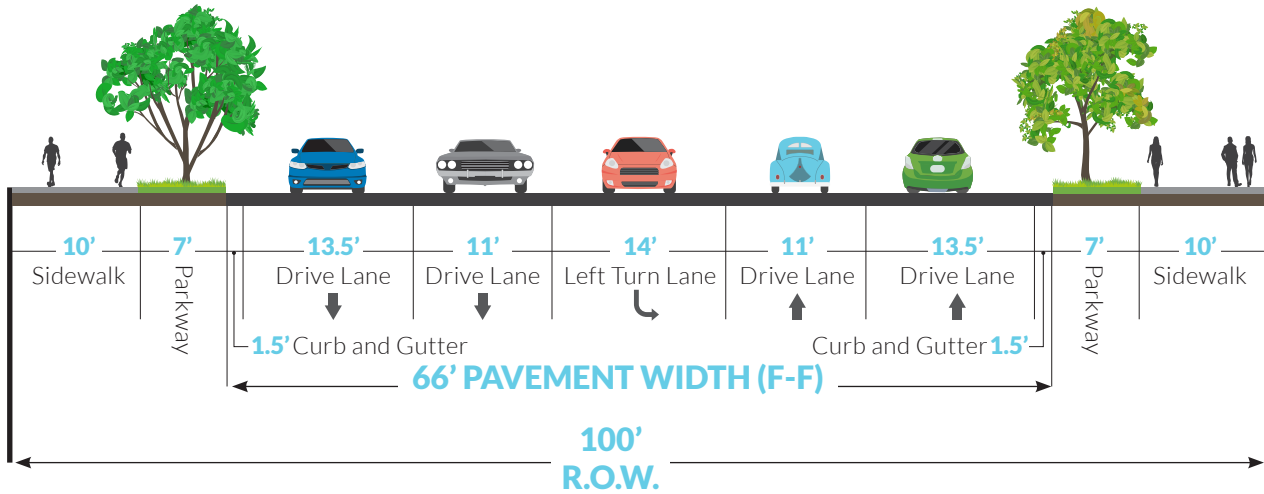 10’
Sidewalk
7’
Parkway
13.5’
Drive Lane
11’
Drive Lane
14’
Left Turn Lane
11’
Drive Lane
13.5’
Drive Lane
7’
Parkway
10’
Sidewalk
1.5’ Curb and Gutter
Curb and Gutter 1.5’
66’ PAVEMENT WIDTH (F-F)
100’
R.O.W.